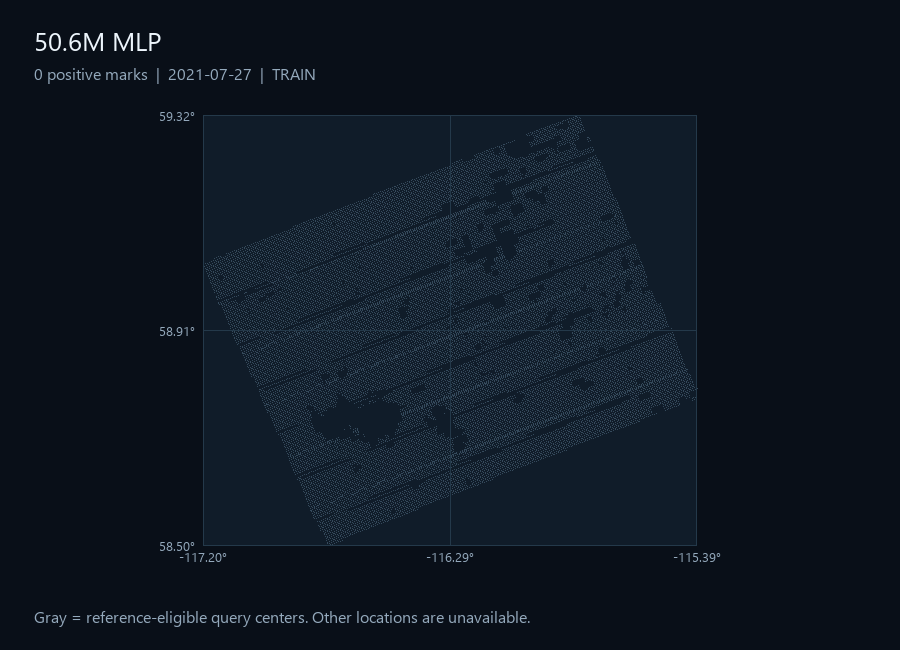 50.6M MLP
0 positive marks | 2021-07-27 | TRAIN
59.32°
58.91°
58.50°
-117.20°
-116.29°
-115.39°
Gray = reference-eligible query centers. Other locations are unavailable.